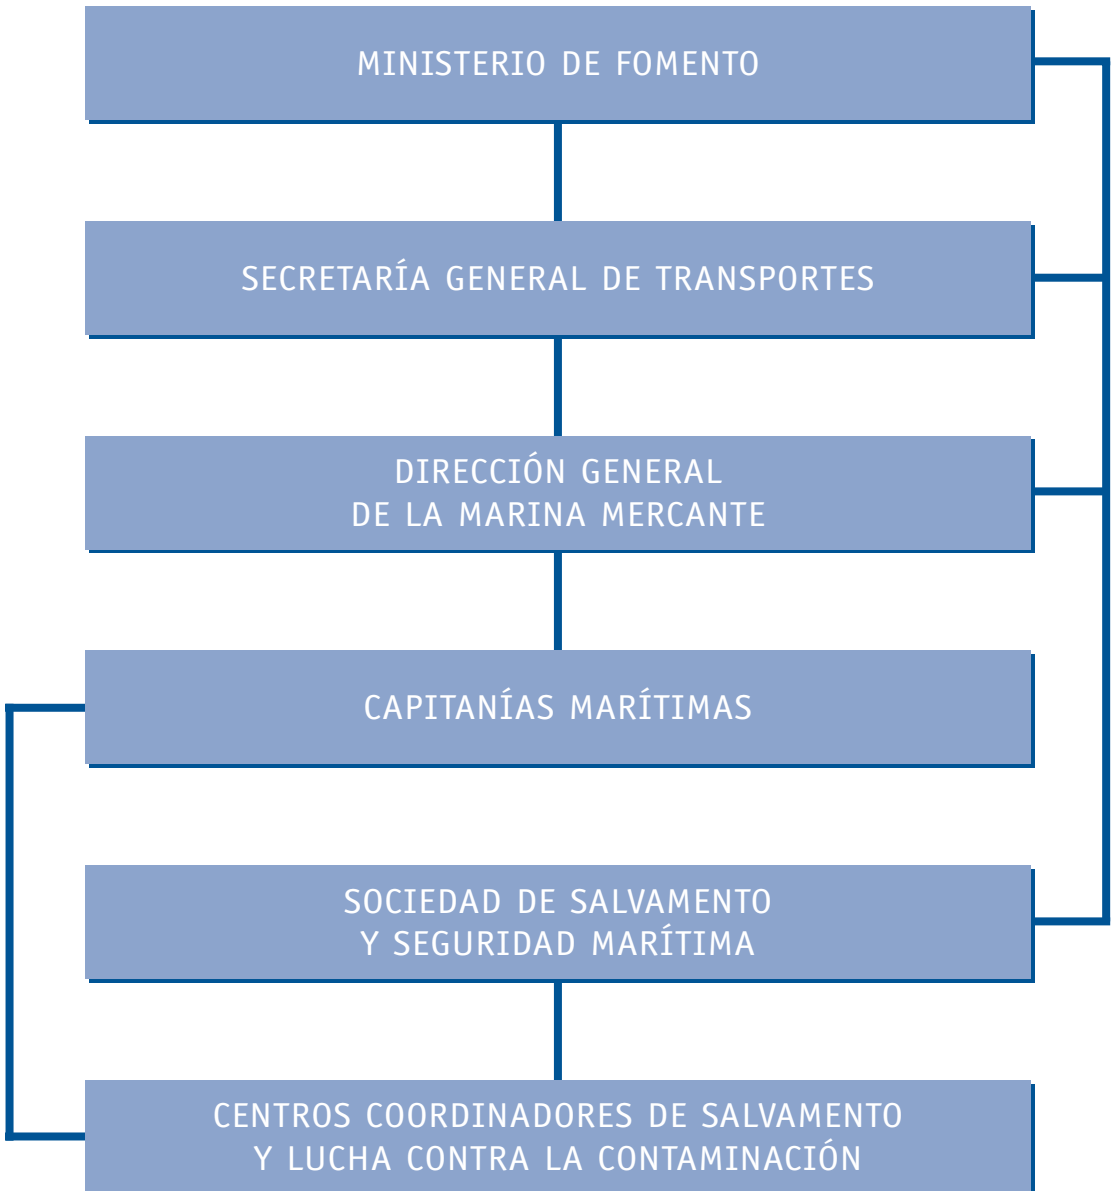 MINISTERIO DE FOMENTO
SECRETARÍA GENERAL DE TRANSPORTES
DIRECCIÓN GENERAL
DE LA MARINA MERCANTE
CAPITANÍAS MARÍTIMAS
SOCIEDAD DE SALVAMENTO
Y SEGURIDAD MARÍTIMA
CENTROS COORDINADORES DE SALVAMENTO
Y LUCHA CONTRA LA CONTAMINACIÓN